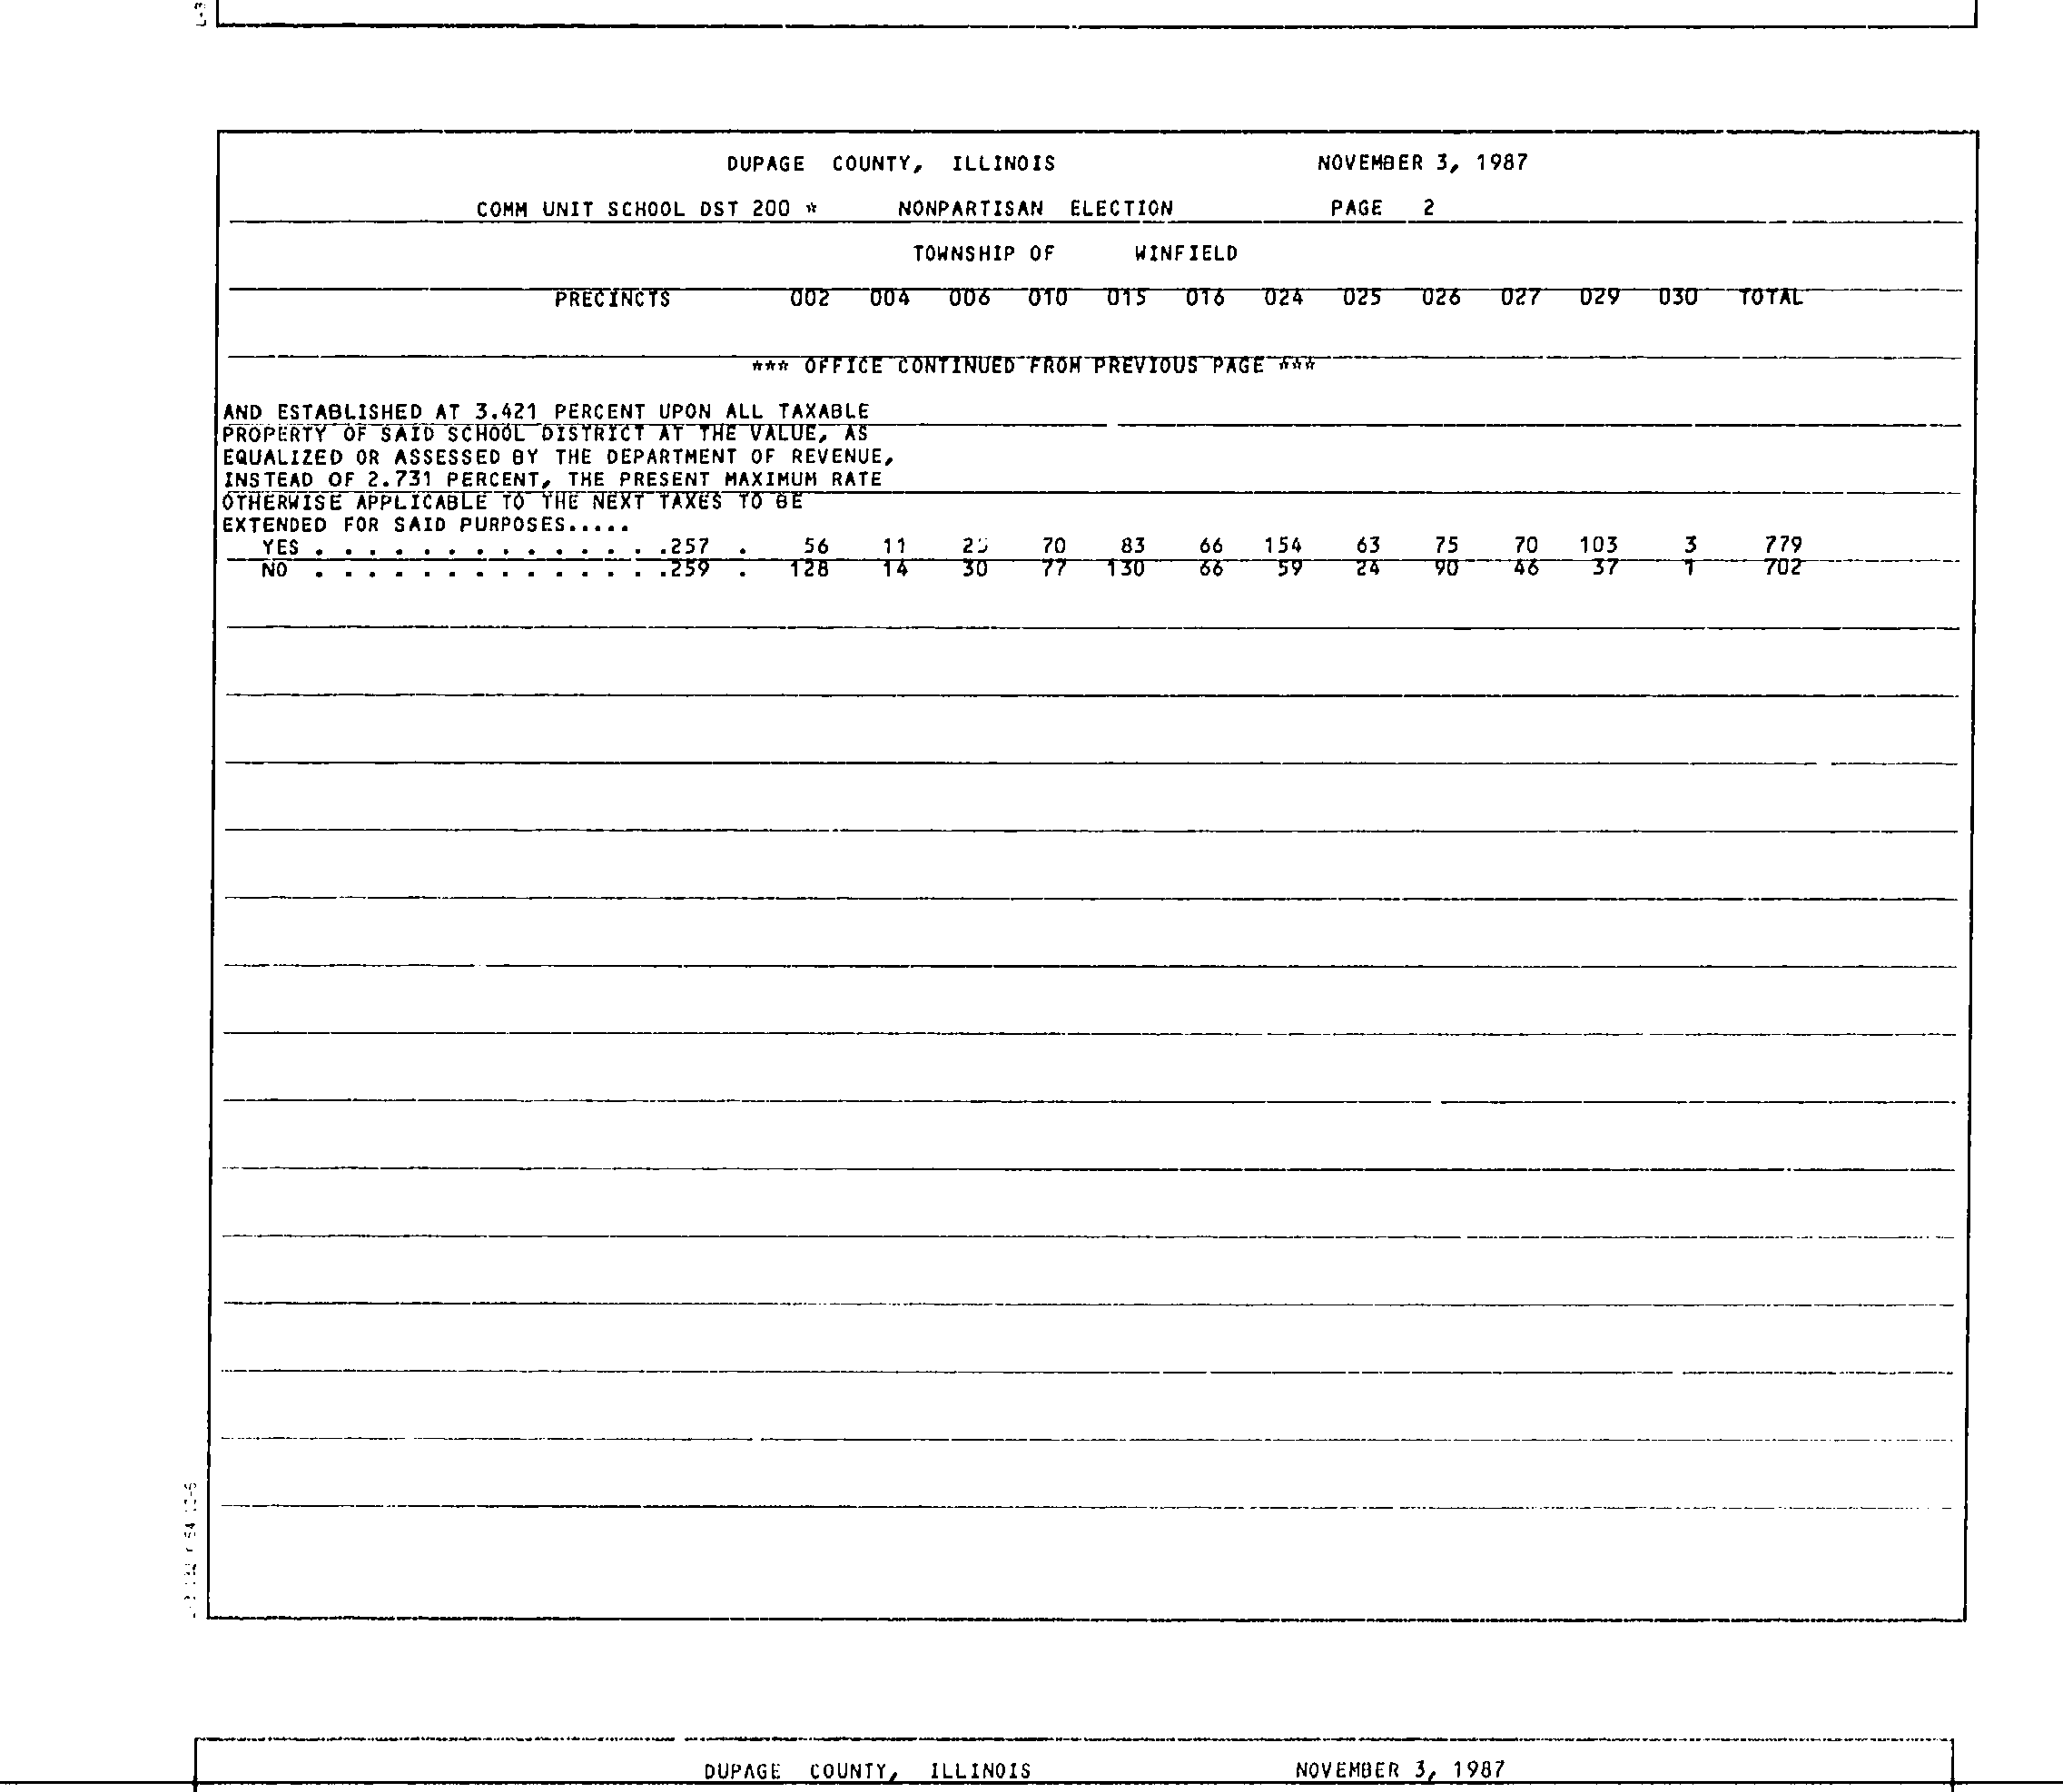 DUPAGE COUNTY, ILLINOIS NOVEMBER 3, 1987
COMM UNIT SCHOOL DST 200 * NONPARTISAN ELECTION PAGE 2
TOWNSHIP OF WINFIELD
PRECINCTS 002 004 006 010 015 016 024 025 026 027 029 030 TOTAL
*** OFFICE CONTINUED FROM PREVIOUS PAGE ***
AND ESTABLISHED AT 3.421 PERCENT UPON ALL TAXABLE
PROPERTY OF SAID SCHOOL DISTRICT AT THE VALUE, AS
EQUALIZED OR ASSESSED BY THE DEPARTMENT OF REVENUE,
INSTEAD OF 2.731 PERCENT, THE PRESENT MAXIMUM RATE
OTHERWISE APPLICABLE TO THE NEXT TAXES TO BE
EXTENDED FOR SAID PURPOSES.....
YES . . . . . . . . . . . . . .257 . 56 11 70 83 66 154 63 75 70 103 3 779
NO . . . . . . . . . . . . . .259 . 128 14 30 77 130 66 59 24 90 46 37 1 702
DUPAGE COUNTY, ILLINOIS NOVEMBER 3, 1987